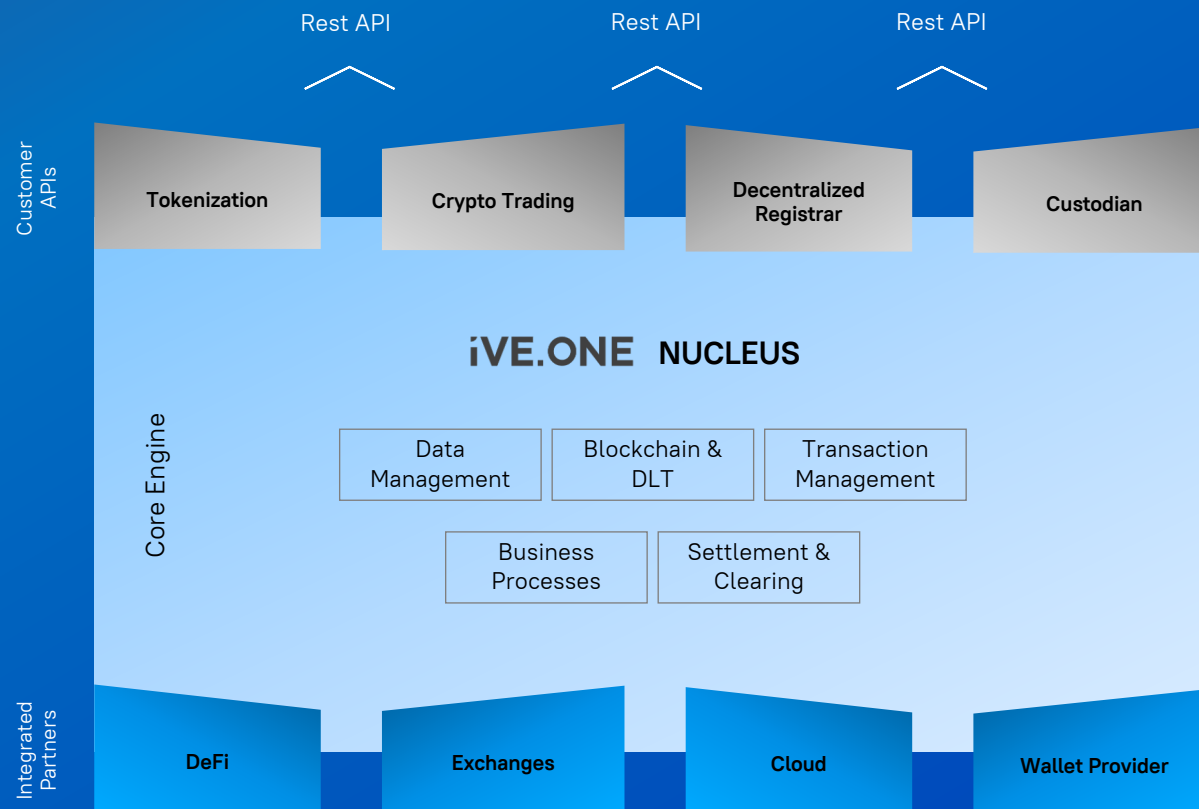 Rest API
Rest API
Rest API
Customer
APIs
Tokenization
Crypto Trading
Decentralized
Registrar
Custodian
iVE.ONE NUCLEUS
Core Engine
Data
Management
Blockchain &
DLT
Transaction
Management
Business
Processes
Settlement &
Clearing
Integrated
Partners
DeFi
Exchanges
Cloud
Wallet Provider